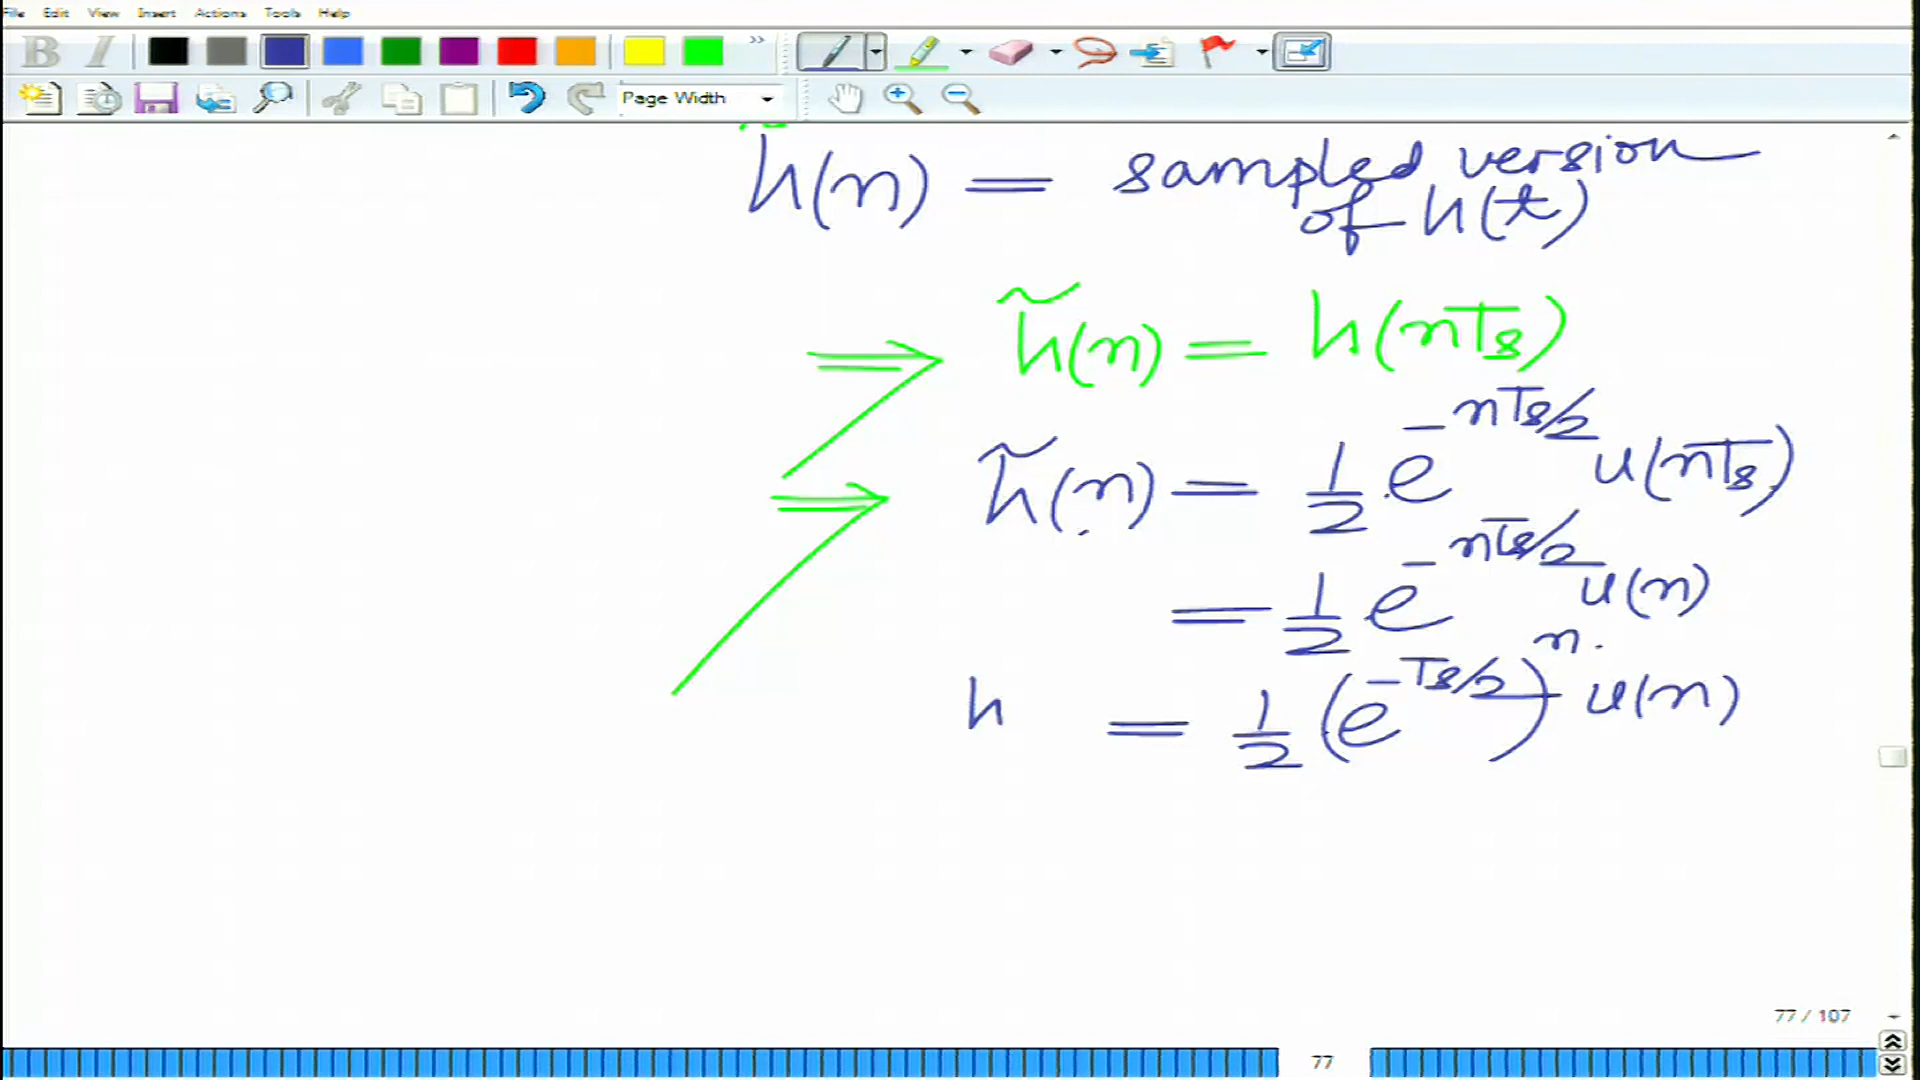 File Edit View Insert Actions Tools Help
B I
Page Width
h̃(n) = sampled version
of h(t)
⇒ h̃(n) = h(nTs)
⇒ h̃(n) = 1/2 e^(-nTs/2) u(nTs)
= 1/2 e^(-nTs/2) u(n)
h = 1/2 (e^(-Ts/2))^n u(n)
77 / 107
77